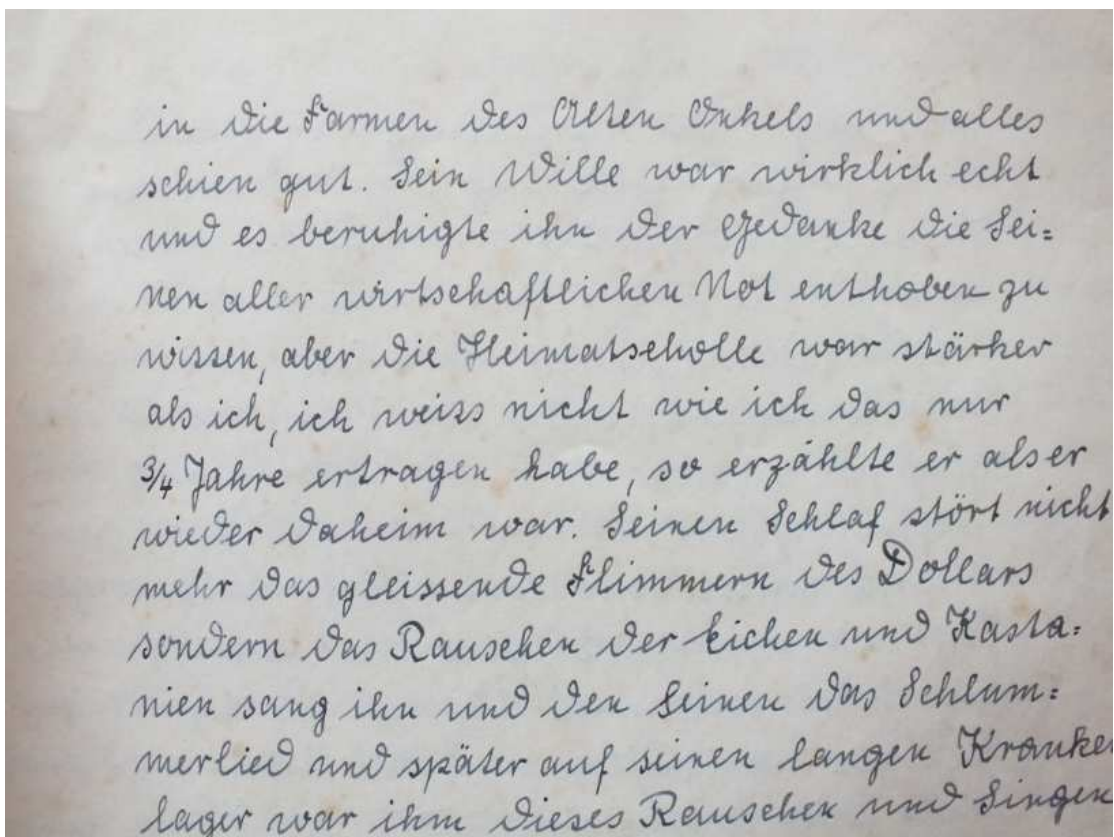 in die Farmen des Alten Onkels und alles
schien gut. Sein Wille war wirklich echt
und es beruhigte ihn der Gedanke die Sei=
nen aller wirtschaftlichen Not enthoben zu
wissen, aber die Heimatscholle war stärker
als ich, ich weiss nicht wie ich das nur
3/4 Jahre ertragen habe, so erzählte er als er
wieder daheim war. Seinen Schlaf stört nicht
mehr das gleissende Flimmern des Dollars
sondern das Rauschen der Eichen und Kasta=
nien sang ihn und den Seinen das Schlum=
merlied und später auf seinen langen Kranken
lager war ihm dieses Rauschen und Singen